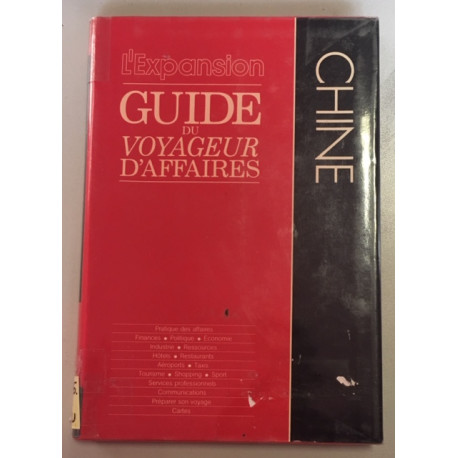 L'Expansion
GUIDE
DU
VOYAGEUR
D'AFFAIRES
CHINE
Pratique des affaires
Finances • Politique • Economie
Industrie • Ressources
Hôtels • Restaurants
Aéroports • Taxis
Tourisme • Shopping • Sport
Services professionnels
Communications
Préparer son voyage
Cartes